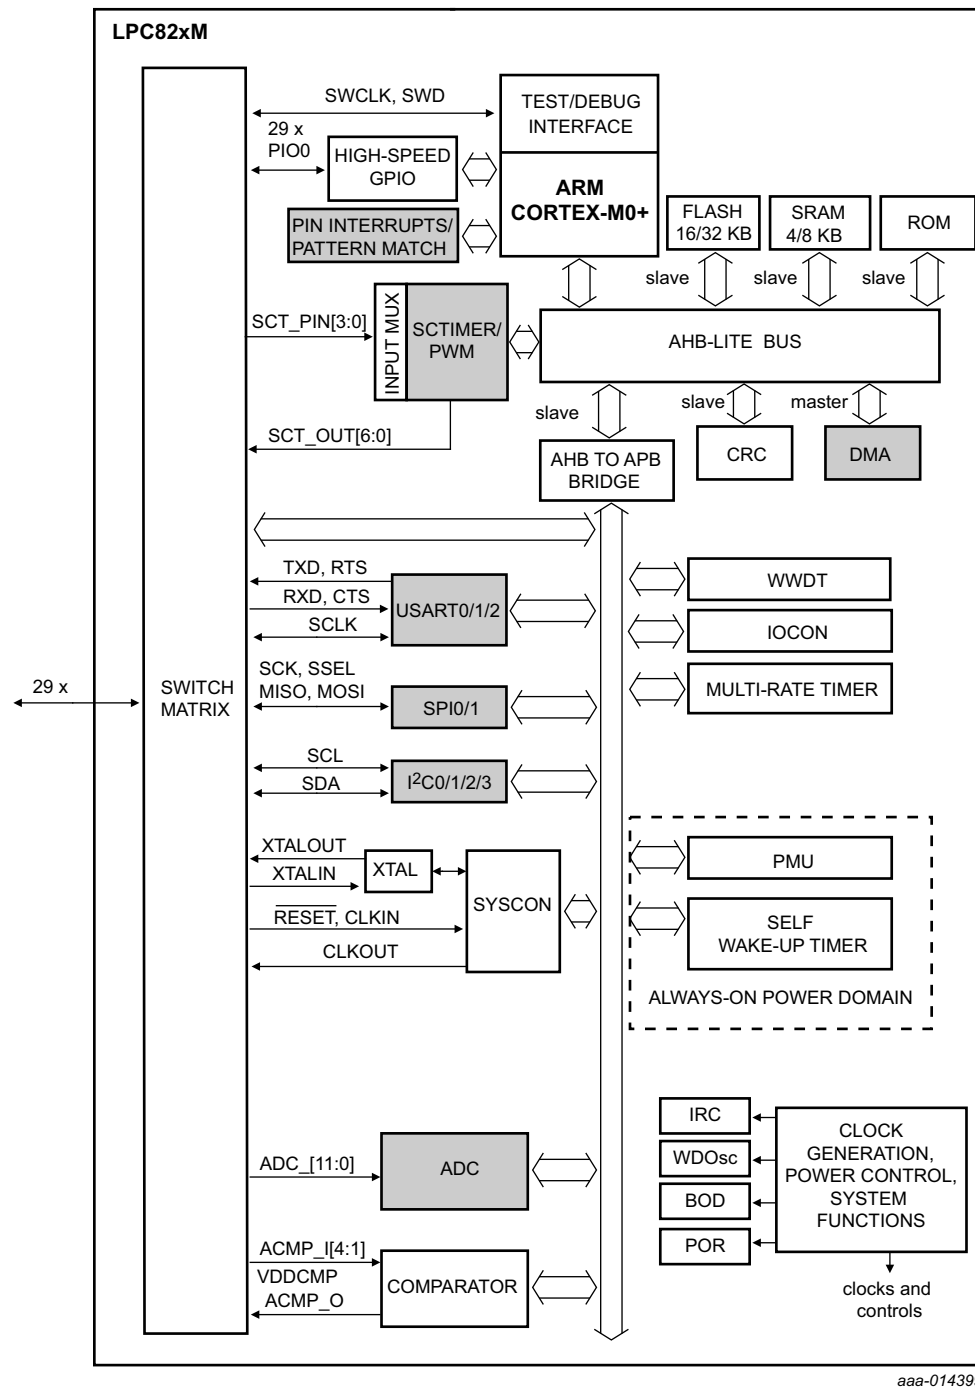 LPC82xM
SWCLK, SWD
TEST/DEBUG
INTERFACE
29 x
PIO0
HIGH-SPEED
GPIO
ARM
CORTEX-M0+
PIN INTERRUPTS/
PATTERN MATCH
FLASH
16/32 KB
SRAM
4/8 KB
ROM
slave
slave
slave
SCT_PIN[3:0]
INPUT MUX
SCTIMER/
PWM
AHB-LITE BUS
SCT_OUT[6:0]
slave
slave
master
AHB TO APB
BRIDGE
CRC
DMA
TXD, RTS
RXD, CTS
SCLK
USART0/1/2
WWDT
IOCON
MULTI-RATE TIMER
29 x
SWITCH
MATRIX
SCK, SSEL
MISO, MOSI
SPI0/1
SCL
SDA
I2C0/1/2/3
XTALOUT
XTALIN
XTAL
RESET, CLKIN
CLKOUT
SYSCON
PMU
SELF
WAKE-UP TIMER
ALWAYS-ON POWER DOMAIN
ADC_[11:0]
ADC
IRC
WDOsc
BOD
POR
CLOCK
GENERATION,
POWER CONTROL,
SYSTEM
FUNCTIONS
clocks and
controls
ACMP_I[4:1]
VDDCMP
ACMP_O
COMPARATOR
aaa-01439